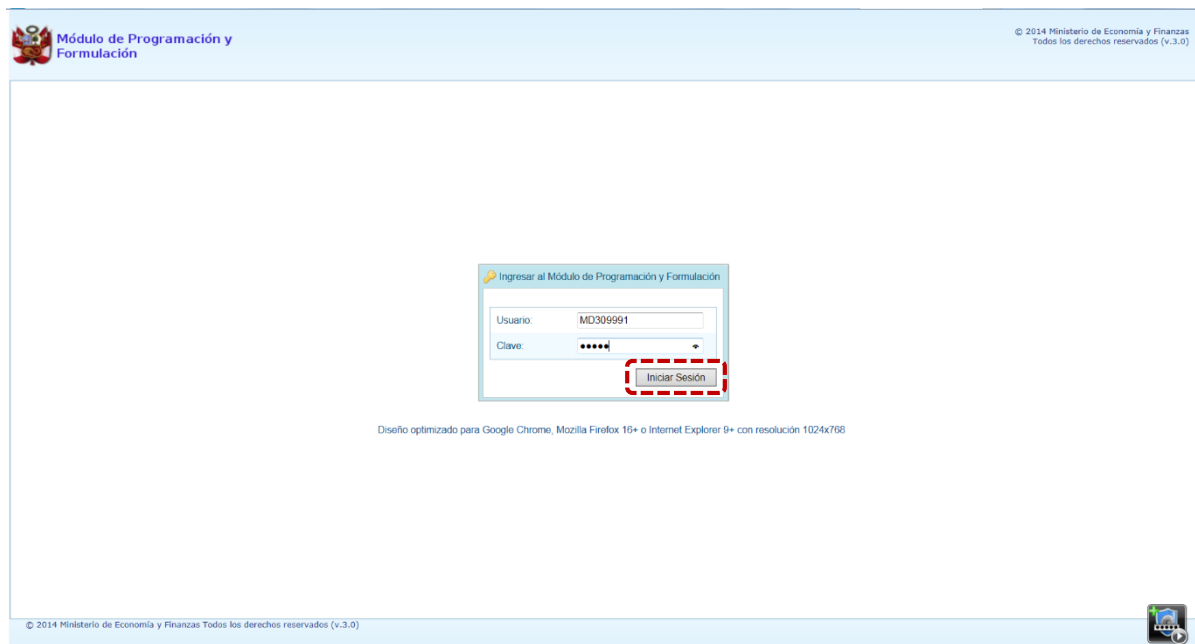 Módulo de Programación y
Formulación
© 2014 Ministerio de Economía y Finanzas
Todos los derechos reservados (v.3.0)
Ingresar al Módulo de Programación y Formulación
Usuario: MD309991
Clave: •••••
Iniciar Sesión
Diseño optimizado para Google Chrome, Mozilla Firefox 16+ o Internet Explorer 9+ con resolución 1024x768
© 2014 Ministerio de Economía y Finanzas Todos los derechos reservados (v.3.0)